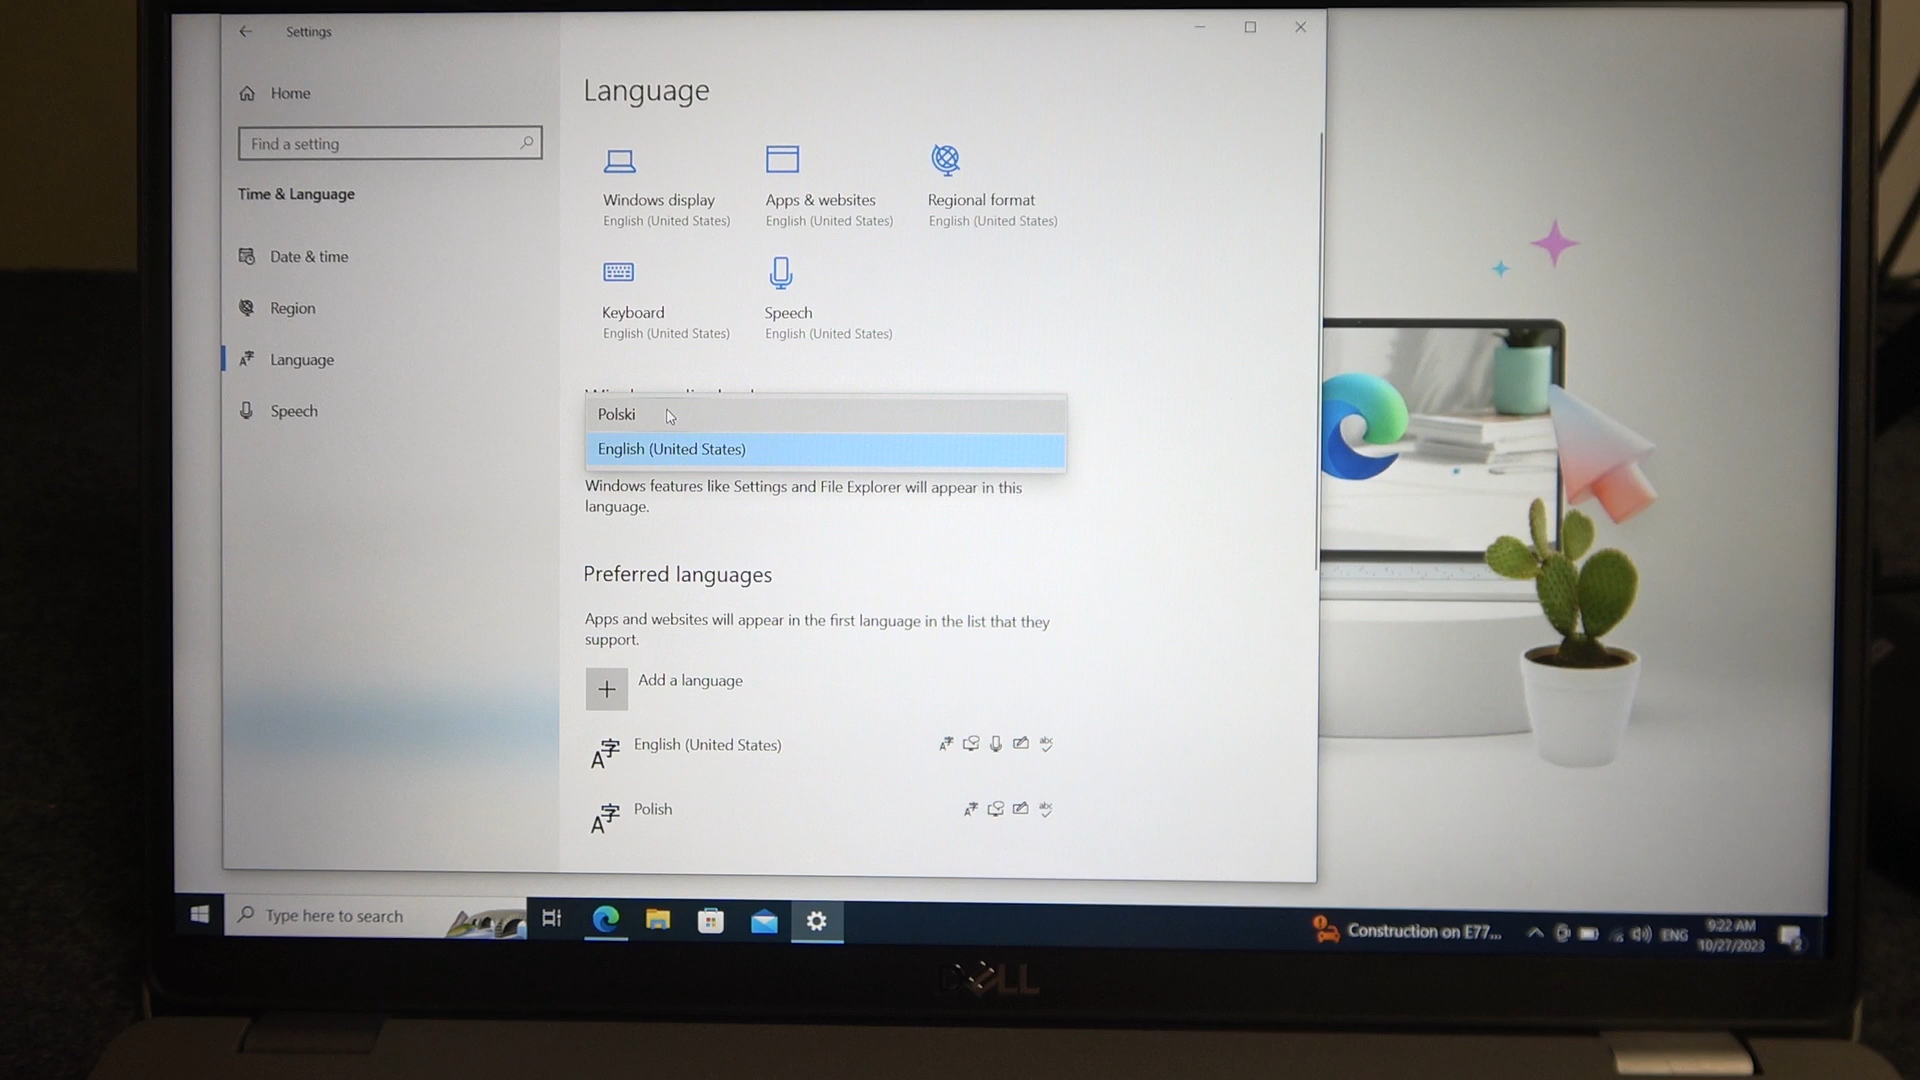 Settings
Home
Find a setting
Time & Language
Date & time
Region
Language
Speech
Language
Windows display
English (United States)
Apps & websites
English (United States)
Regional format
English (United States)
Keyboard
English (United States)
Speech
English (United States)
Polski
English (United States)
Windows features like Settings and File Explorer will appear in this
language.
Preferred languages
Apps and websites will appear in the first language in the list that they
support.
Add a language
English (United States)
Polish
Type here to search
Construction on E77...
ENG
9:22 AM
10/27/2023
2
DELL